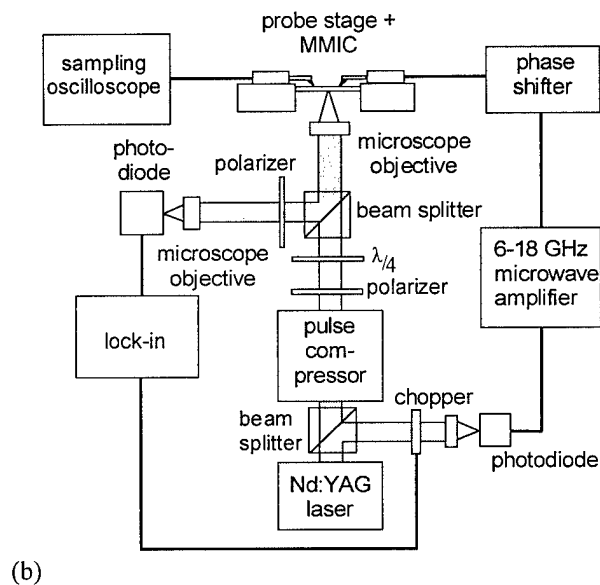 probe stage +
MMIC
sampling
oscilloscope
phase
shifter
photo-
diode
polarizer
microscope
objective
beam splitter
microscope
objective
λ/4
polarizer
6-18 GHz
microwave
amplifier
lock-in
pulse
com-
pressor
chopper
beam
splitter
photodiode
Nd:YAG
laser
(b)